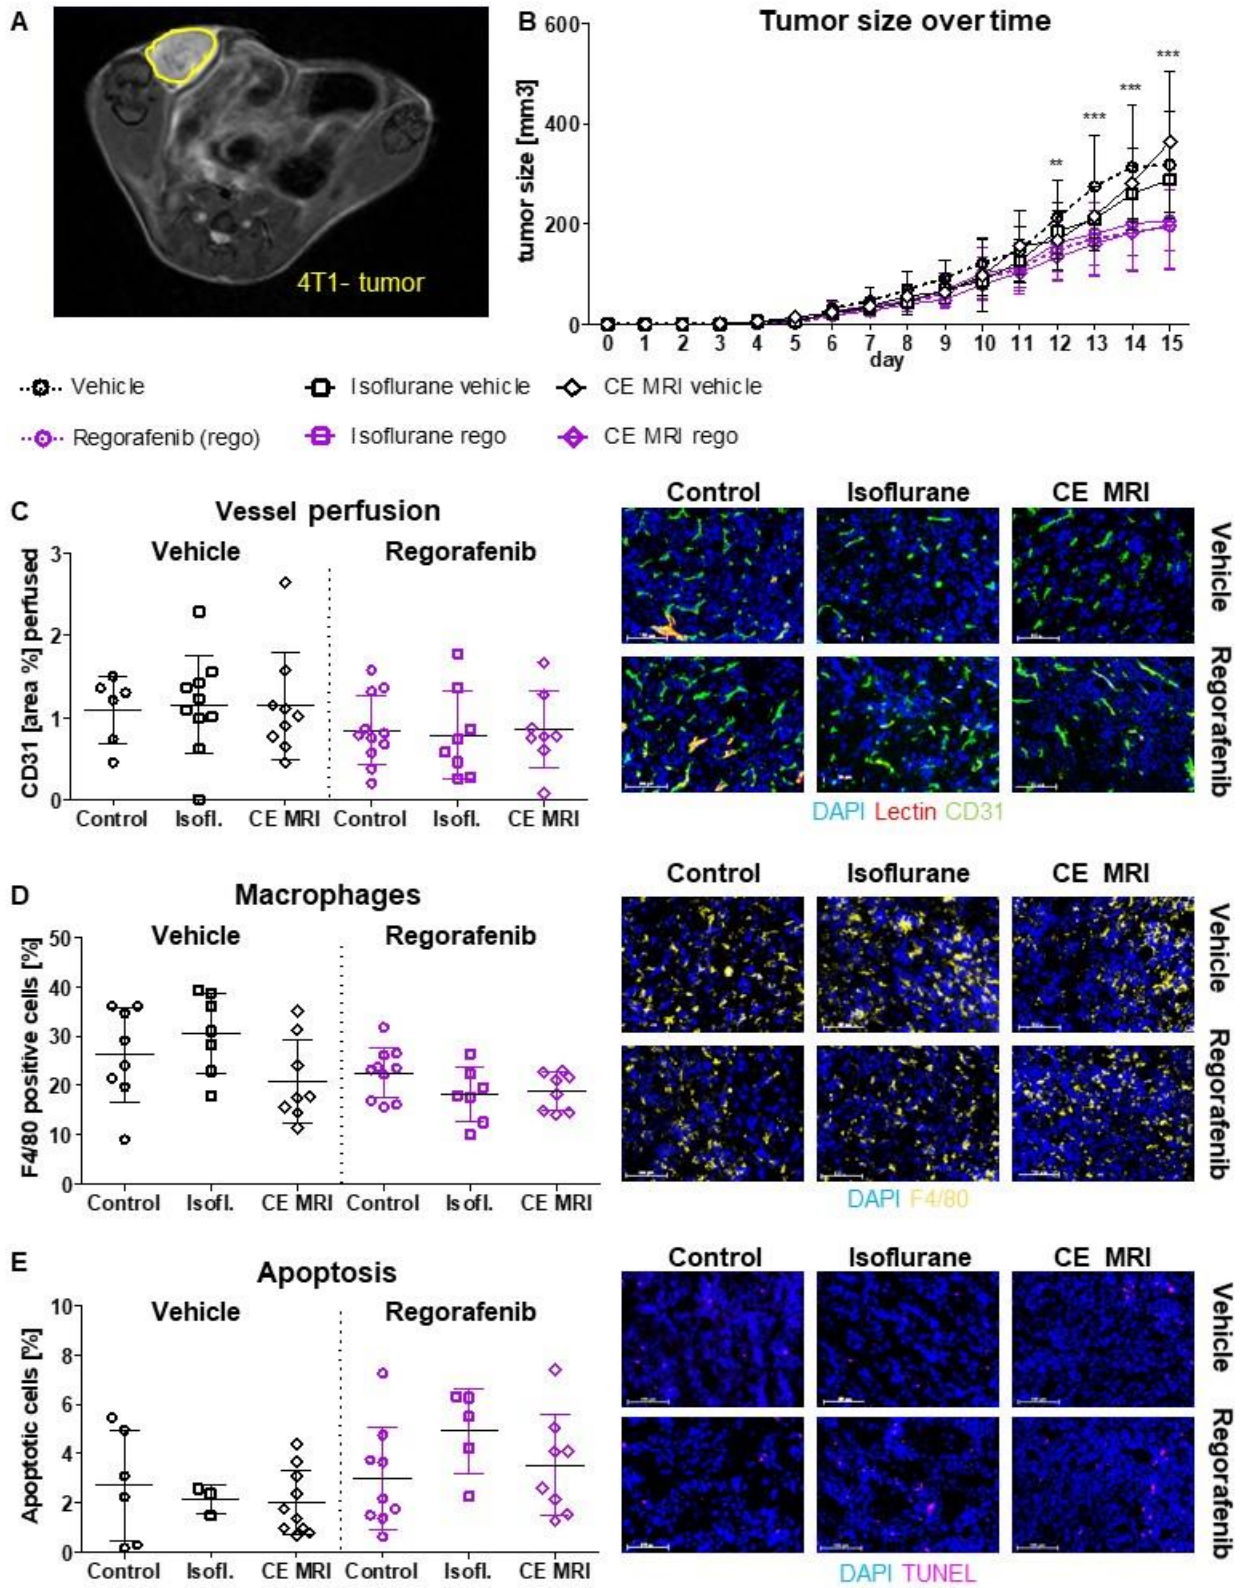 A
4T1- tumor
B
Tumor size over time
tumor size [mm3]
600
400
200
0
**
***
***
***
0 1 2 3 4 5 6 7 8 9 10 11 12 13 14 15
day
Vehicle
Isoflurane vehicle
CE MRI vehicle
Regorafenib (rego)
Isoflurane rego
CE MRI rego
C
Vessel perfusion
Vehicle
Regorafenib
CD31 [area %] perfused
3
2
1
0
Control Isofl. CE MRI Control Isofl. CE MRI
Control Isoflurane CE MRI
Vehicle
Regorafenib
DAPI Lectin CD31
D
Macrophages
Vehicle
Regorafenib
F4/80 positive cells [%]
50
40
30
20
10
0
Control Isofl. CE MRI Control Isofl. CE MRI
Control Isoflurane CE MRI
Vehicle
Regorafenib
DAPI F4/80
E
Apoptosis
Vehicle
Regorafenib
Apoptotic cells [%]
10
8
6
4
2
0
Control Isofl. CE MRI Control Isofl. CE MRI
Control Isoflurane CE MRI
Vehicle
Regorafenib
DAPI TUNEL